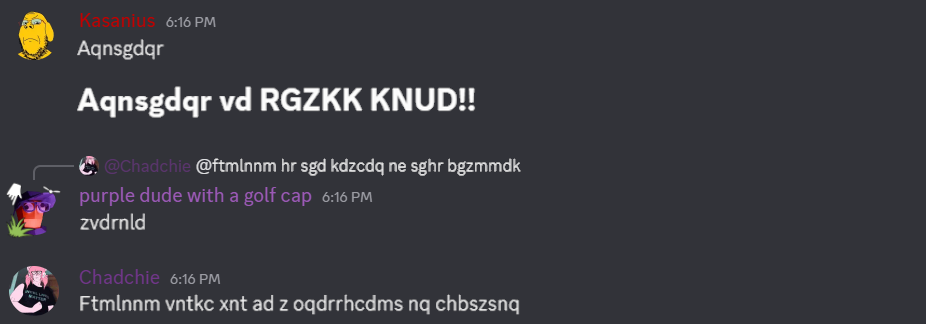 Kasanius 6:16 PM
Aqnsgdqr
Aqnsgdqr vd RGZKK KNUD!!
@Chadchie @ftmlnnm hr sgd kdzcdq ne sghr bgzmmdk
purple dude with a golf cap 6:16 PM
zvdrnld
Chadchie 6:16 PM
Ftmlnnm vntkc xnt ad z oqdrrhcdms nq chbszsnq